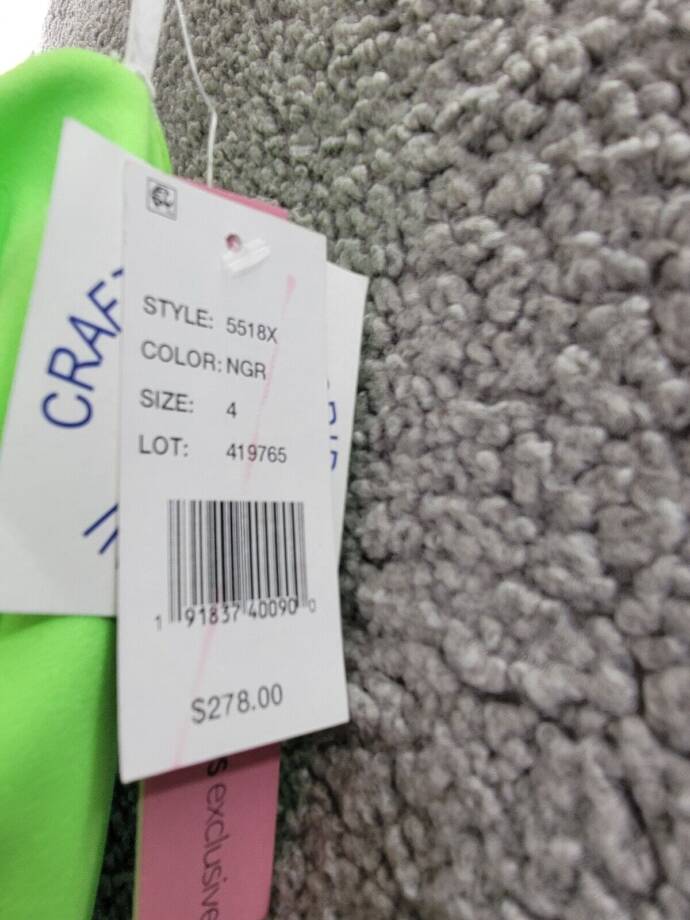 STYLE: 5518X
COLOR: NGR
SIZE: 4
LOT: 419765
1 91837 40090 0
$278.00
exclusive